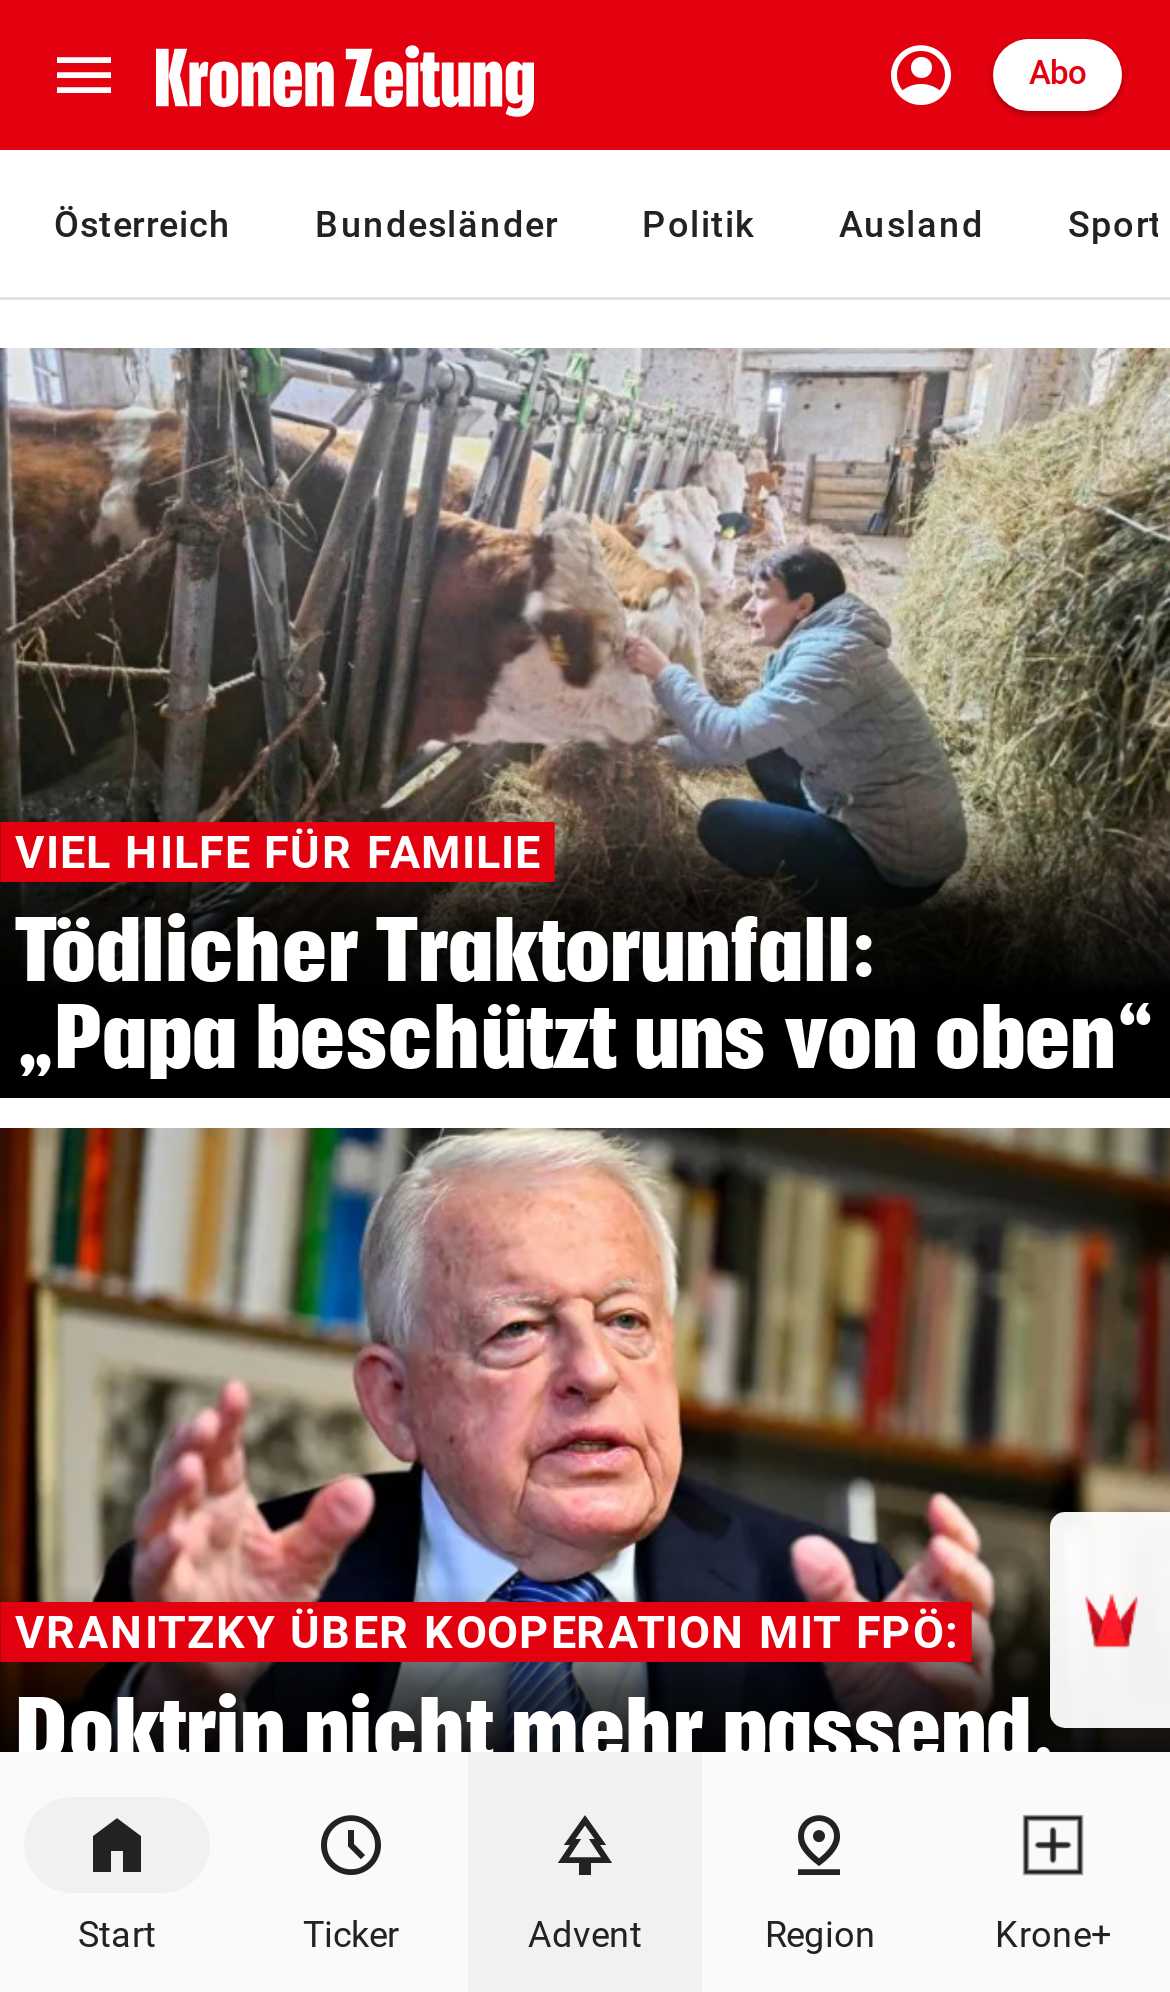 Kronen Zeitung
Abo
Österreich Bundesländer Politik Ausland Sport
VIEL HILFE FÜR FAMILIE
Tödlicher Traktorunfall:
„Papa beschützt uns von oben“
VRANITZKY ÜBER KOOPERATION MIT FPÖ:
Doktrin nicht mehr passend,
Start Ticker Advent Region Krone+